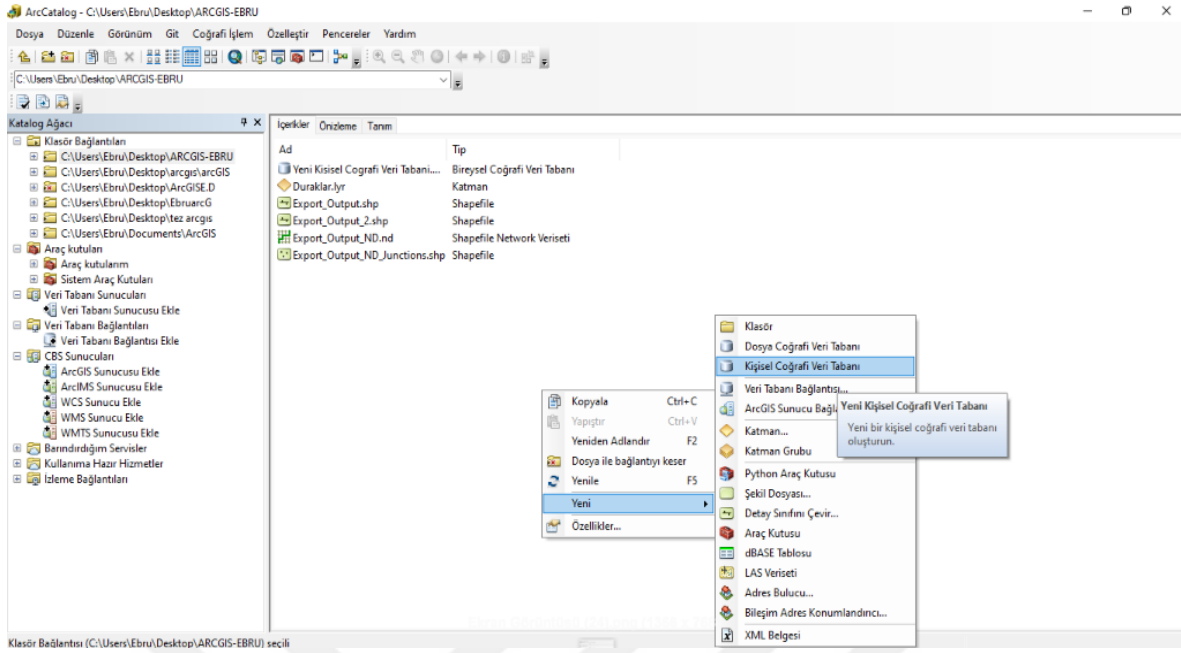 ArcCatalog - C:\Users\Ebru\Desktop\ARCGIS-EBRU
Dosya Düzenle Görünüm Git Coğrafi İşlem Özelleştir Pencereler Yardım
C:\Users\Ebru\Desktop\ARCGIS-EBRU
Katalog Ağacı
Klasör Bağlantıları
C:\Users\Ebru\Desktop\ARCGIS-EBRU
C:\Users\Ebru\Desktop\arcgıs\arcGIS
C:\Users\Ebru\Desktop\ArcGISE.D
C:\Users\Ebru\Desktop\EbruarcG
C:\Users\Ebru\Desktop\tez arcgıs
C:\Users\Ebru\Documents\ArcGIS
Araç kutuları
Araç kutularım
Sistem Araç Kutuları
Veri Tabanı Sunucuları
Veri Tabanı Sunucusu Ekle
Veri Tabanı Bağlantıları
Veri Tabanı Bağlantısı Ekle
CBS Sunucuları
ArcGIS Sunucusu Ekle
ArcIMS Sunucusu Ekle
WCS Sunucu Ekle
WMS Sunucu Ekle
WMTS Sunucusu Ekle
Barındırdığım Servisler
Kullanıma Hazır Hizmetler
İzleme Bağlantıları
İçerikler Önizleme Tanım
Ad Tip
Yeni Kisisel Cografi Veri Tabani.... Bireysel Coğrafi Veri Tabanı
Duraklar.lyr Katman
Export_Output.shp Shapefile
Export_Output_2.shp Shapefile
Export_Output_ND.nd Shapefile Network Veriseti
Export_Output_ND_Junctions.shp Shapefile
Kopyala Ctrl+C
Yapıştır Ctrl+V
Yeniden Adlandır F2
Dosya ile bağlantıyı keser
Yenile F5
Yeni
Özellikler...
Klasör
Dosya Coğrafi Veri Tabanı
Kişisel Coğrafi Veri Tabanı
Veri Tabanı Bağlantısı...
ArcGIS Sunucu Bağl
Katman...
Katman Grubu
Python Araç Kutusu
Şekil Dosyası...
Detay Sınıfını Çevir...
Araç Kutusu
dBASE Tablosu
LAS Veriseti
Adres Bulucu...
Bileşim Adres Konumlandırıcı...
XML Belgesi
Yeni Kişisel Coğrafi Veri Tabanı
Yeni bir kişisel coğrafi veri tabanı
oluşturun.
Klasör Bağlantısı (C:\Users\Ebru\Desktop\ARCGIS-EBRU) seçili